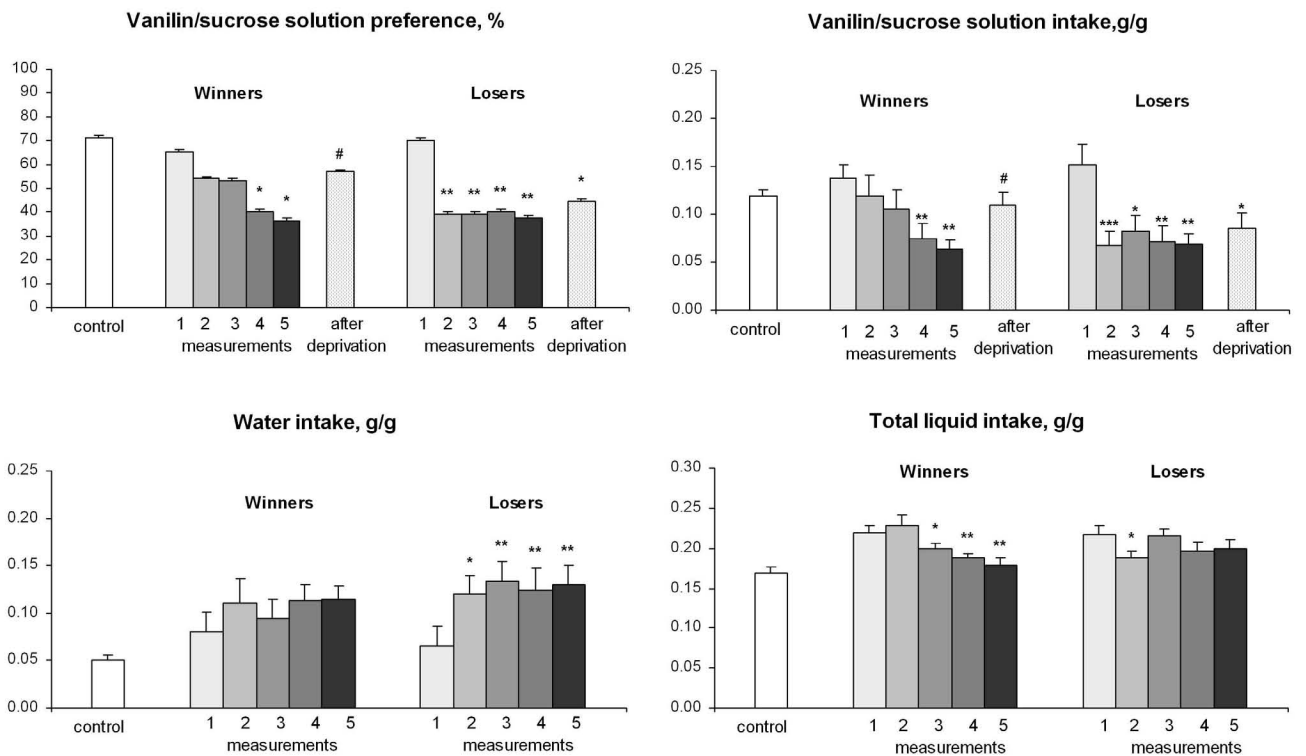 Vanilin/sucrose solution preference, %
100
90
80
70
60
50
40
30
20
10
0
Winners
Losers
* *
#
** ** ** **
*
control
1 2 3 4 5
measurements
after
deprivation
1 2 3 4 5
measurements
after
deprivation
Vanilin/sucrose solution intake,g/g
0.25
0.20
0.15
0.10
0.05
0.00
Winners
Losers
** **
#
*** * ** **
*
control
1 2 3 4 5
measurements
after
deprivation
1 2 3 4 5
measurements
after
deprivation
Water intake, g/g
0.25
0.20
0.15
0.10
0.05
0.00
Winners
Losers
* ** ** **
control
1 2 3 4 5
measurements
1 2 3 4 5
measurements
Total liquid intake, g/g
0.30
0.25
0.20
0.15
0.10
0.05
0.00
Winners
Losers
* ** **
*
control
1 2 3 4 5
measurements
1 2 3 4 5
measurements